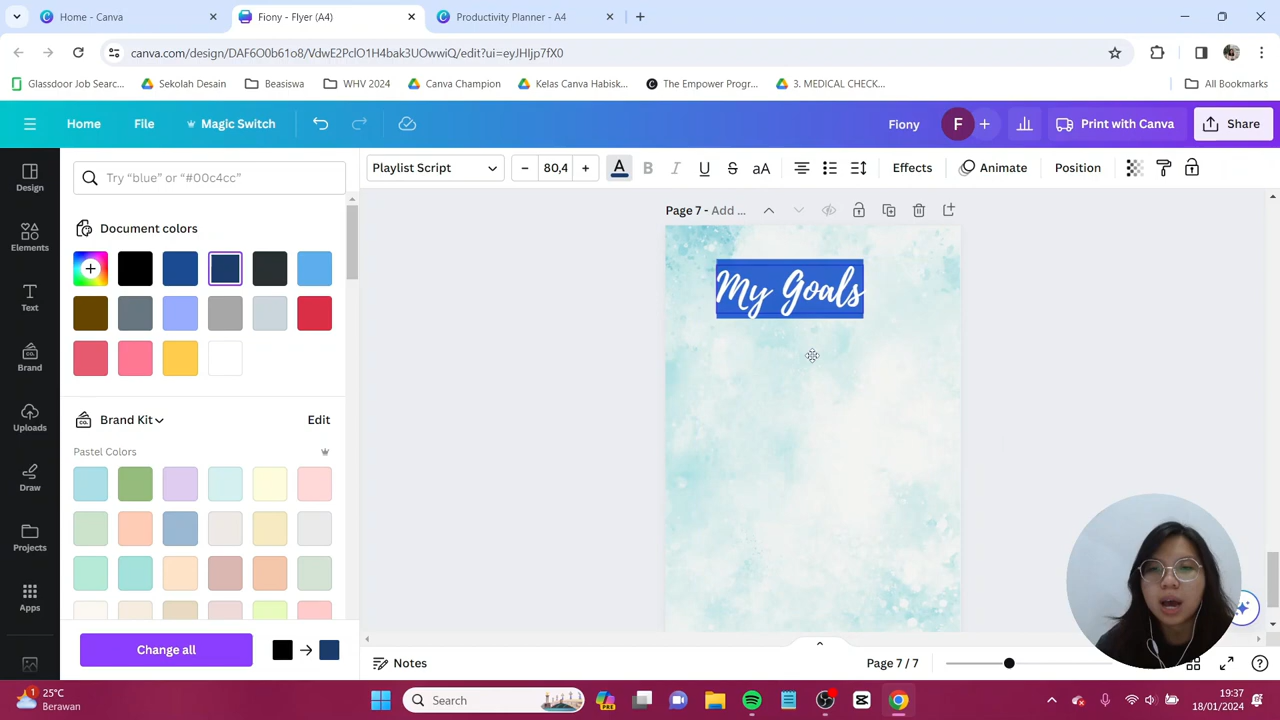 Home - Canva
Fiony - Flyer (A4)
Productivity Planner - A4
canva.com/design/DAF6O0b61o8/VdwE2PclO1H4bak3UOwwiQ/edit?ui=eyJHIjp7fX0
Glassdoor Job Searc...
Sekolah Desain
Beasiswa
WHV 2024
Canva Champion
Kelas Canva Habisk...
The Empower Progr...
3. MEDICAL CHECK...
All Bookmarks
Home
File
Magic Switch
Fiony
F
Print with Canva
Share
Design
Elements
Text
Brand
Uploads
Draw
Projects
Apps
Try “blue” or “#00c4cc”
Document colors
Brand Kit
Edit
Pastel Colors
Change all
Playlist Script
80,4
A
B
I
U
S
aA
Effects
Animate
Position
Page 7 - Add ...
My Goals
Notes
Page 7 / 7
1
25°C
Berawan
Search
PRE
19:37
18/01/2024